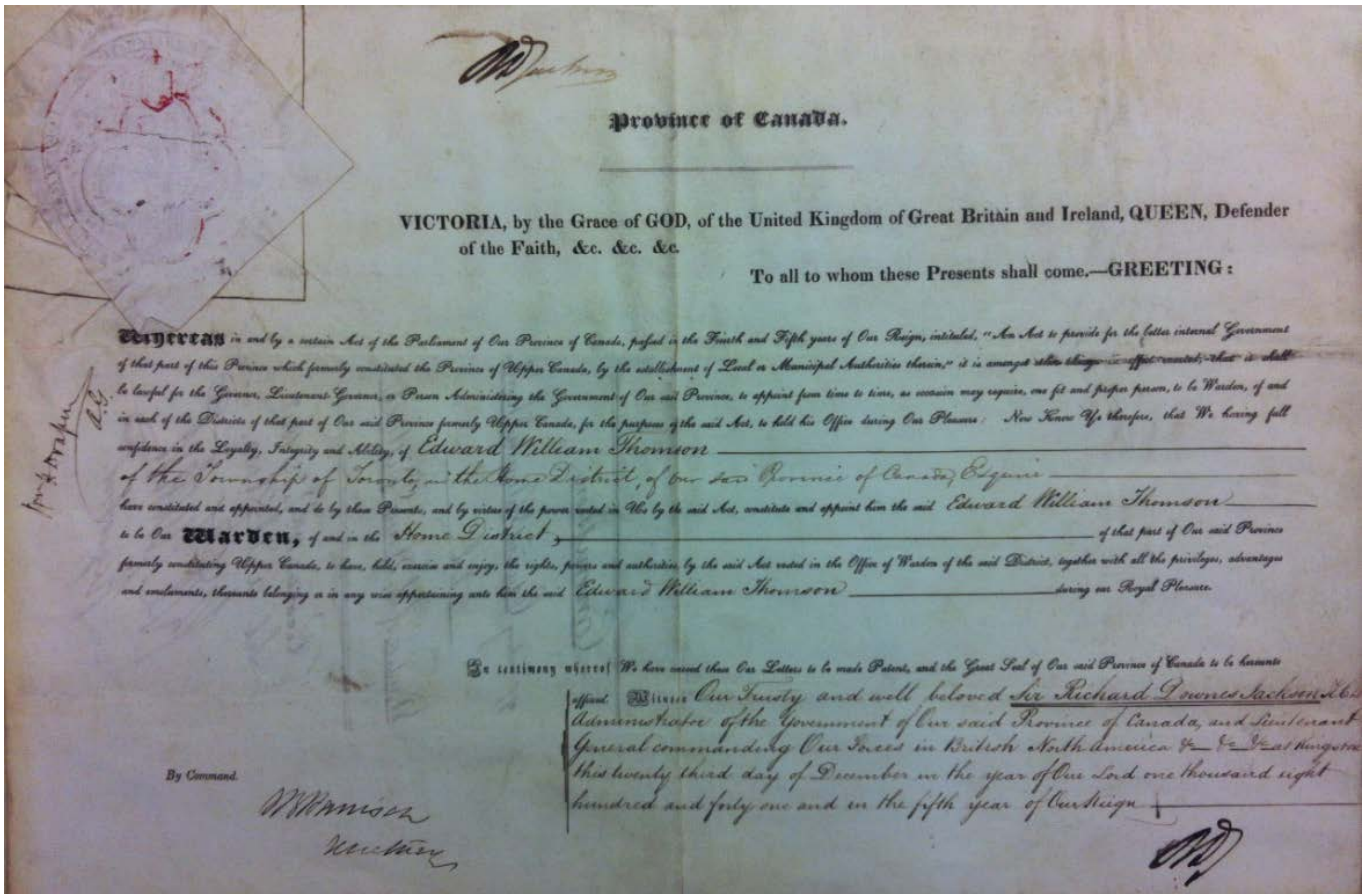 Province of Canada.
VICTORIA, by the Grace of GOD, of the United Kingdom of Great Britain and Ireland, QUEEN, Defender
of the Faith, &c. &c. &c.
To all to whom these Presents shall come.—GREETING:
Whereas in and by a certain Act of the Parliament of Our Province of Canada, passed in the Fourth and Fifth years of Our Reign, intituled, "An Act to provide for the better internal Government
of that part of this Province which formerly constituted the Province of Upper Canada, by the establishment of Local or Municipal Authorities therein," it is amongst other things in effect enacted, that it shall
be lawful for the Governor, Lieutenant Governor, or Person Administering the Government of Our said Province, to appoint from time to time, as occasion may require, one fit and proper person, to be Warden, of and
in each of the Districts of that part of Our said Province formerly Upper Canada, for the purposes of the said Act, to hold his Office during Our Pleasure: Now Know Ye therefore, that We having full
confidence in the Loyalty, Integrity and Ability, of Edward William Thomson
of the Township of Toronto, in the Home District, of our said Province of Canada, Esquire
have constituted and appointed, and do by these Presents, and by virtue of the power vested in Us by the said Act, constitute and appoint him the said Edward William Thomson
to be Our Warden, of and in the Home District, of that part of Our said Province
formerly constituting Upper Canada, to have, hold, exercise and enjoy, the rights, powers and authorities, by the said Act vested in the Office of Warden of the said District, together with all the privileges, advantages
and emoluments, thereunto belonging or in any wise appertaining unto him the said Edward William Thomson during our Royal Pleasure.
In testimony whereof We have caused these Our Letters to be made Patent, and the Great Seal of Our said Province of Canada to be hereunto
affixed Witness Our Trusty and well beloved Sir Richard Downes Jackson K.C.B.
Administrator of the Government of Our said Province of Canada, and Lieutenant
General commanding Our Forces in British North America &c &c &c at Kingston
this twenty third day of December in the year of Our Lord one thousand eight
hundred and forty one and in the fifth year of Our Reign
By Command.